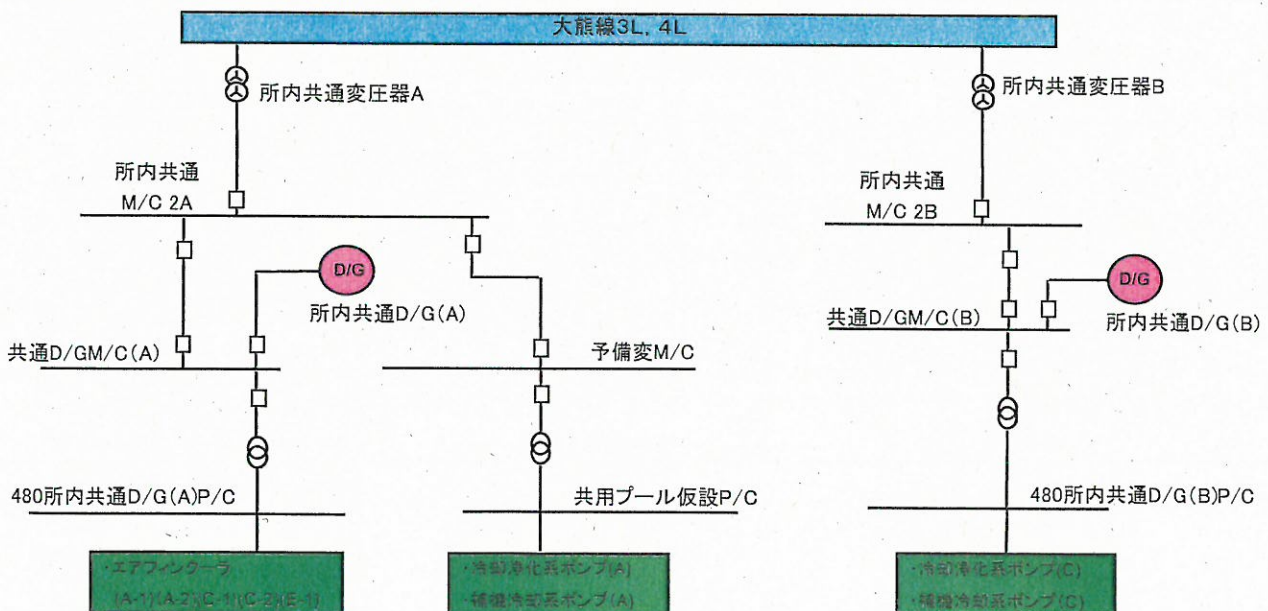 大熊線3L, 4L
所内共通変圧器A
所内共通変圧器B
所内共通
M/C 2A
所内共通
M/C 2B
D/G
所内共通D/G(A)
D/G
所内共通D/G(B)
共通D/GM/C(A)
予備変M/C
共通D/GM/C(B)
480所内共通D/G(A)P/C
共用プール仮設P/C
480所内共通D/G(B)P/C
・エアフィンクーラ
(A-1)(A-2)(C-1)(C-2)(E-1)
・冷却浄化系ポンプ(A)
・補機冷却系ポンプ(A)
・冷却浄化系ポンプ(C)
・補機冷却系ポンプ(C)